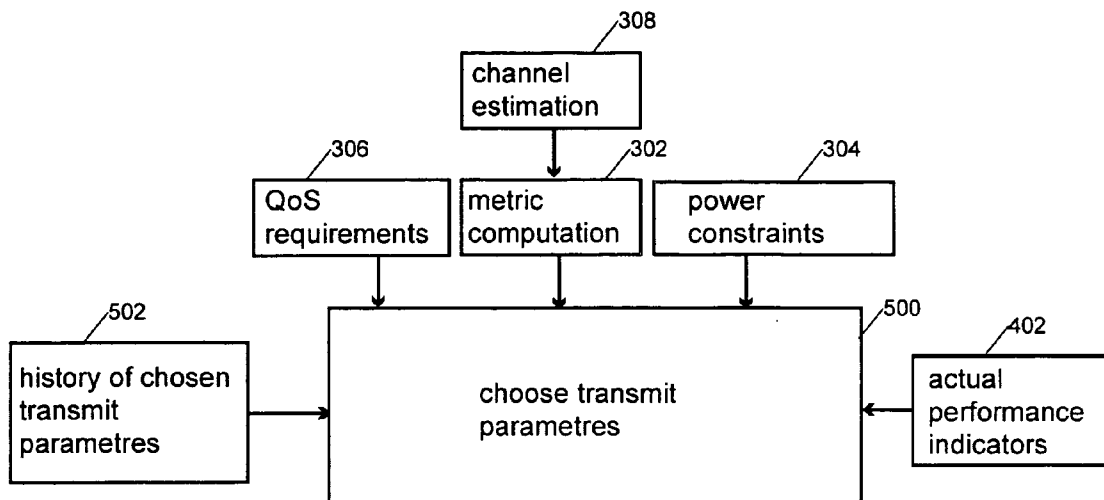 308
channel
estimation
306
302
304
QoS
requirements
metric
computation
power
constraints
502
500
402
history of chosen
transmit
parametres
choose transmit
parametres
actual
performance
indicators